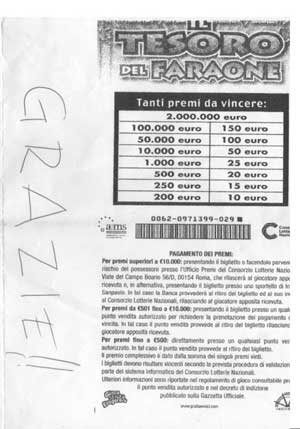 GRAZIE!!
IL
TESORO
DEL FARAONE
Tanti premi da vincere:
2.000.000 euro
100.000 euro 150 euro
50.000 euro 100 euro
10.000 euro 50 euro
1.000 euro 25 euro
500 euro 20 euro
250 euro 15 euro
200 euro 10 euro
aams
0062-0971399-029
PAGAMENTO DEI PREMI:
Per premi superiori a €10.000: presentando il biglietto o facendolo perven
rischio del possessore presso l'Ufficio Premi del Consorzio Lotterie Nazio
Viale del Campo Boario 56/D, 00154 Roma, che rilascerà al giocatore appo
ricevuta o, in alternativa, presentando il biglietto presso uno sportello di In
Sanpaolo. In tal caso la Banca provvederà al ritiro del biglietto ed al suo in
al Consorzio Lotterie Nazionali, rilasciando al giocatore apposita ricevuta.
Per premi da €501 fino a €10.000: presentando il biglietto presso un qual
punto vendita autorizzato per richiedere la prenotazione del pagamento d
vincita. In tal caso il punto vendita provvede al ritiro del biglietto rilascian
giocatore apposita ricevuta.
Per premi fino a €500: direttamente presso un qualsiasi punto ven
autorizzato. In tal caso il punto vendita provvede al ritiro del biglietto.
Il premio complessivo è dato dalla somma dei singoli premi vinti.
I biglietti devono risultare vincenti secondo la prevista procedura di validazion
parte del sistema informatico del Consorzio Lotterie Nazionali.
Ulteriori informazioni sono riportate nel regolamento di gioco consultabile pr
punti vendita autorizzati e nel decreto di indizione
pubblicato sulla Gazzetta Ufficiale.
www.grattaevinci.com